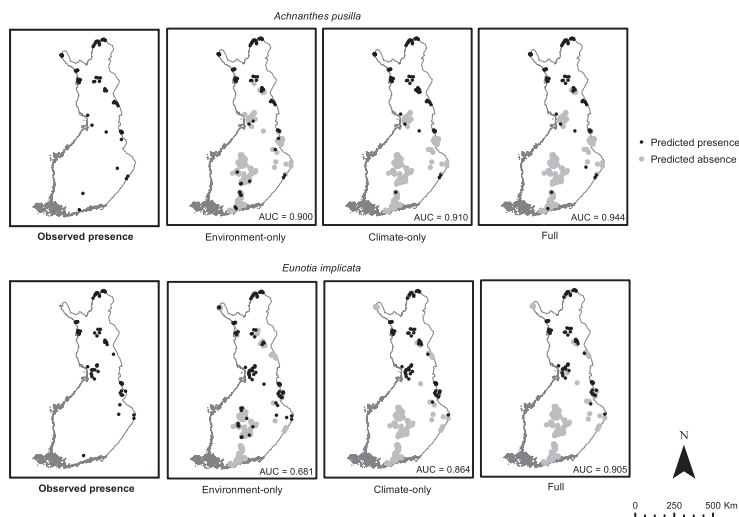 Achnanthes pusilla
AUC = 0.900
AUC = 0.910
AUC = 0.944
Observed presence
Environment-only
Climate-only
Full
Predicted presence
Predicted absence
Eunotia implicata
AUC = 0.681
AUC = 0.864
AUC = 0.905
Observed presence
Environment-only
Climate-only
Full
N
0 250 500 Km